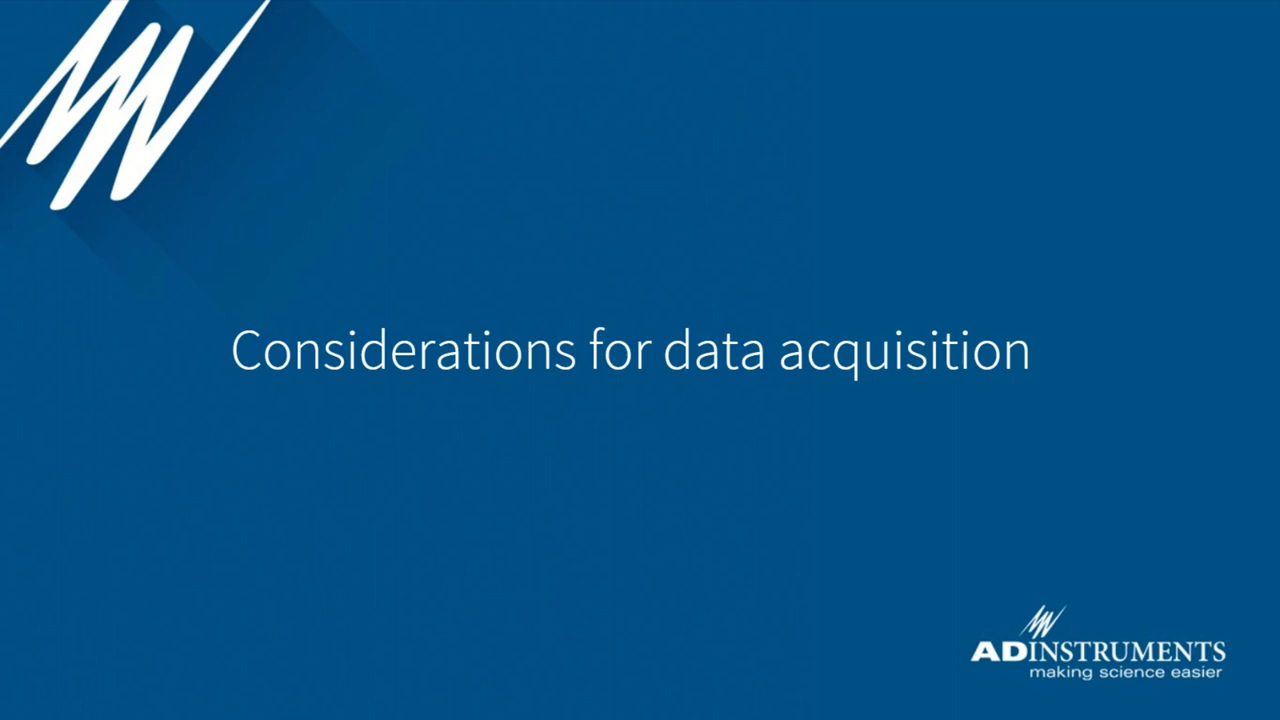 Considerations for data acquisition
ADINSTRUMENTS
making science easier